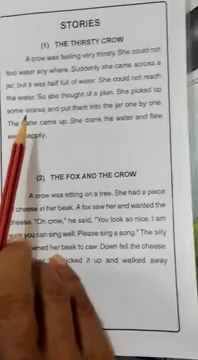 STORIES
(1) THE THIRSTY CROW
A crow was feeling very thirsty. She could not
find water any where. Suddenly she came across a
jar, but it was half full of water. She could not reach
the water. So she thought of a plan. She picked up
some stones and put them into the jar one by one.
The water came up. She drank the water and flew
away happily.
(2) THE FOX AND THE CROW
A crow was sitting on a tree. She had a piece
of cheese in her beak. A fox saw her and wanted the
cheese. "Oh crow," he said, "You look so nice. I am
you can sing well. Please sing a song." The silly
her beak to caw. Down fell the cheese.
picked it up and walked away